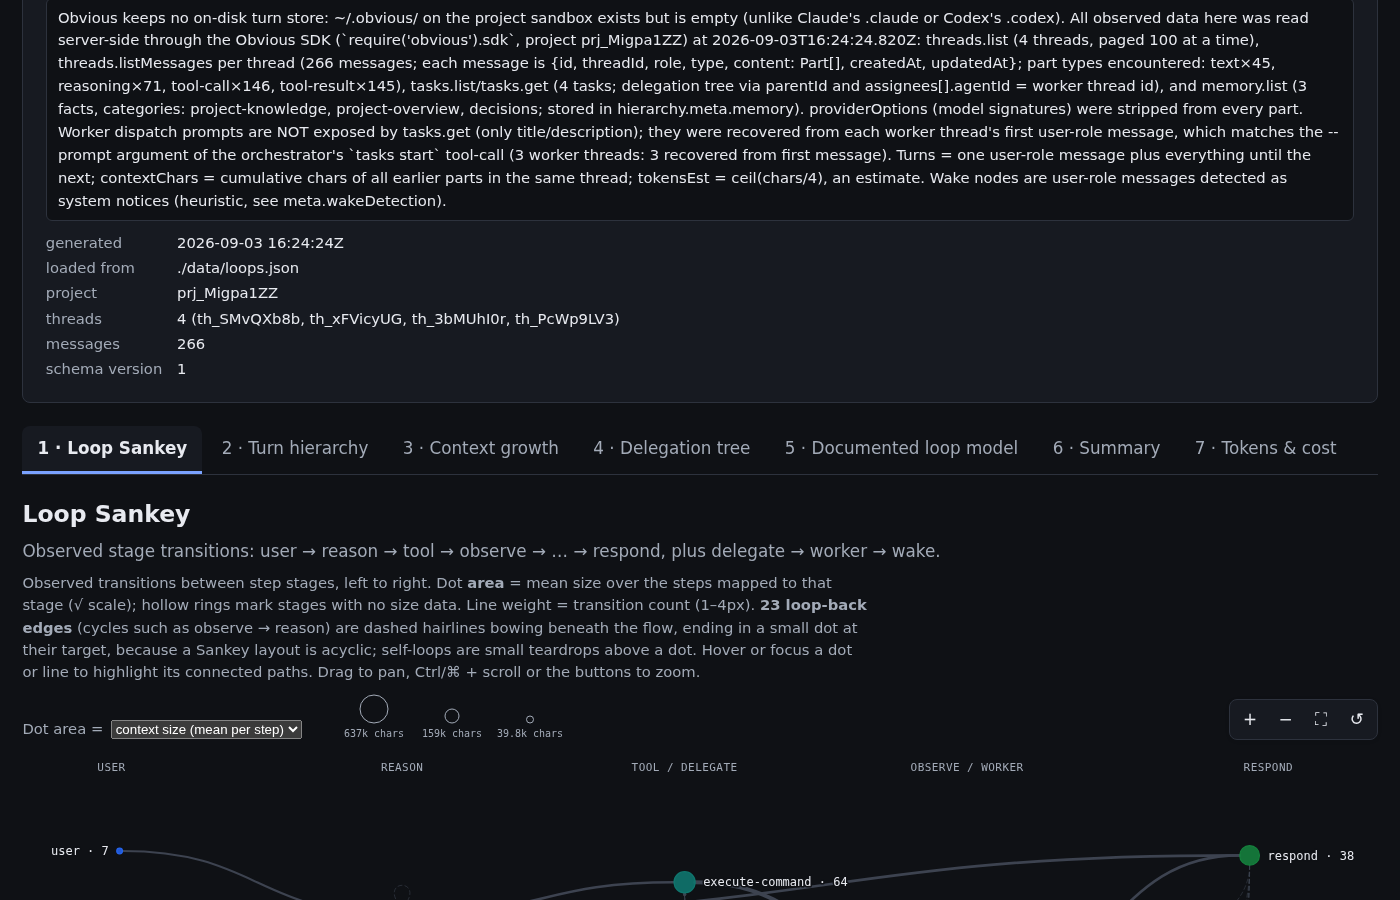 Obvious keeps no on-disk turn store: ~/.obvious/ on the project sandbox exists but is empty (unlike Claude's .claude or Codex's .codex). All observed data here was read
server-side through the Obvious SDK (`require('obvious').sdk`, project prj_Migpa1ZZ) at 2026-09-03T16:24:24.820Z: threads.list (4 threads, paged 100 at a time),
threads.listMessages per thread (266 messages; each message is {id, threadId, role, type, content: Part[], createdAt, updatedAt}; part types encountered: text×45,
reasoning×71, tool-call×146, tool-result×145), tasks.list/tasks.get (4 tasks; delegation tree via parentId and assignees[].agentId = worker thread id), and memory.list (3
facts, categories: project-knowledge, project-overview, decisions; stored in hierarchy.meta.memory). providerOptions (model signatures) were stripped from every part.
Worker dispatch prompts are NOT exposed by tasks.get (only title/description); they were recovered from each worker thread's first user-role message, which matches the --
prompt argument of the orchestrator's `tasks start` tool-call (3 worker threads: 3 recovered from first message). Turns = one user-role message plus everything until the
next; contextChars = cumulative chars of all earlier parts in the same thread; tokensEst = ceil(chars/4), an estimate. Wake nodes are user-role messages detected as
system notices (heuristic, see meta.wakeDetection).
generated 2026-09-03 16:24:24Z
loaded from ./data/loops.json
project prj_Migpa1ZZ
threads 4 (th_SMvQXb8b, th_xFVicyUG, th_3bMUhI0r, th_PcWp9LV3)
messages 266
schema version 1
1 · Loop Sankey 2 · Turn hierarchy 3 · Context growth 4 · Delegation tree 5 · Documented loop model 6 · Summary 7 · Tokens & cost
Loop Sankey
Observed stage transitions: user → reason → tool → observe → … → respond, plus delegate → worker → wake.
Observed transitions between step stages, left to right. Dot area = mean size over the steps mapped to that
stage (√ scale); hollow rings mark stages with no size data. Line weight = transition count (1–4px). 23 loop-back
edges (cycles such as observe → reason) are dashed hairlines bowing beneath the flow, ending in a small dot at
their target, because a Sankey layout is acyclic; self-loops are small teardrops above a dot. Hover or focus a dot
or line to highlight its connected paths. Drag to pan, Ctrl/⌘ + scroll or the buttons to zoom.
Dot area = context size (mean per step)
637k chars 159k chars 39.8k chars
+ − ⛶ ↺
USER REASON TOOL / DELEGATE OBSERVE / WORKER RESPOND
user · 7
respond · 38
execute-command · 64